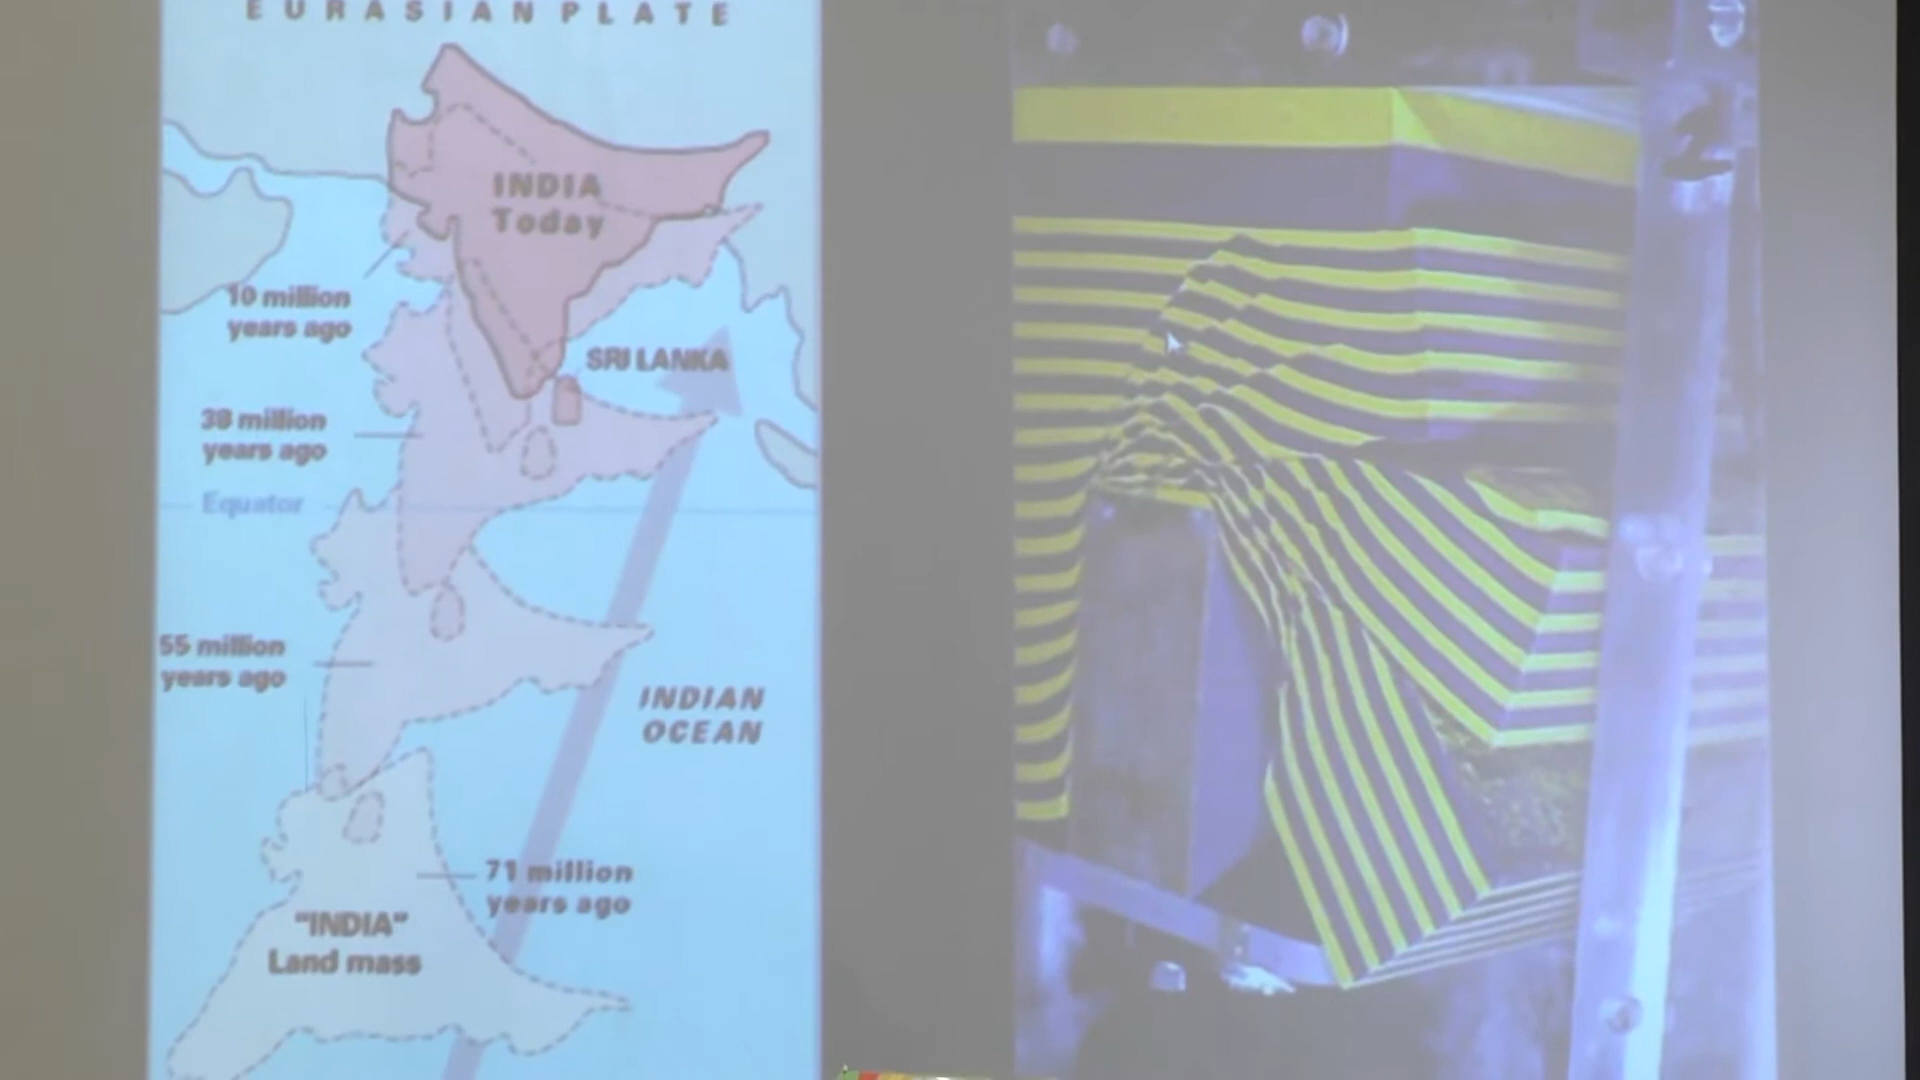 EURASIAN PLATE
INDIA
Today
10 million
years ago
SRI LANKA
38 million
years ago
Equator
55 million
years ago
INDIAN
OCEAN
71 million
years ago
"INDIA"
Land mass